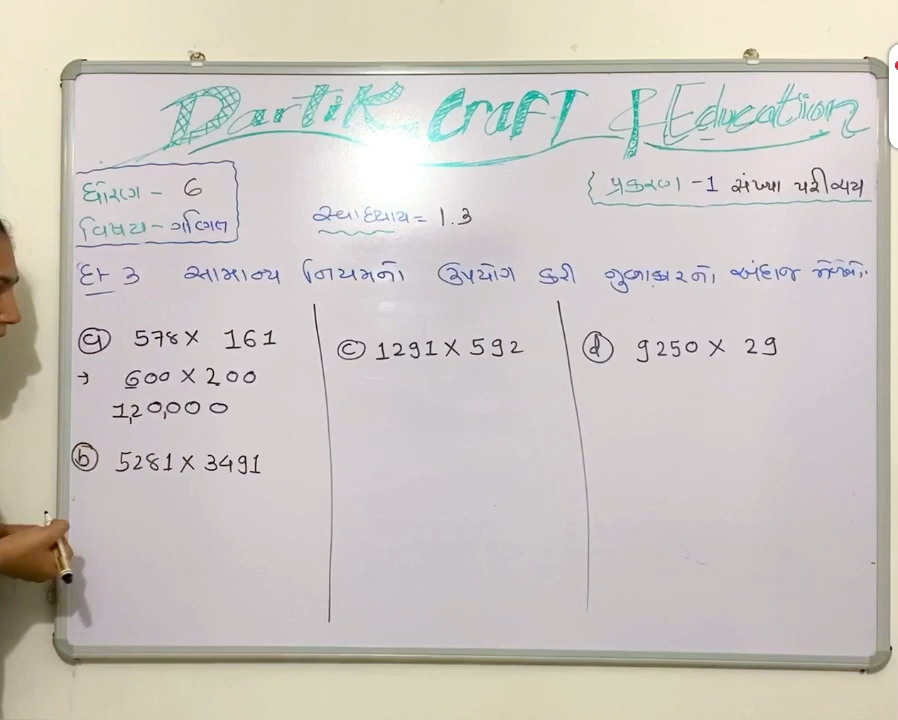 Dartik Craft & Education
ધોરણ - 6
વિષય - ગણિત
પ્રકરણ - 1 સંખ્યા પરિચય
સ્વાધ્યાય = 1.3
દા 3 સામાન્ય નિયમનો ઉપયોગ કરી ગુણાકારનો અંદાજ
(a) 578 × 161
→ 600 × 200
1,20,000
(b) 5281 × 3491
(c) 1291 × 592
(d) 9250 × 29